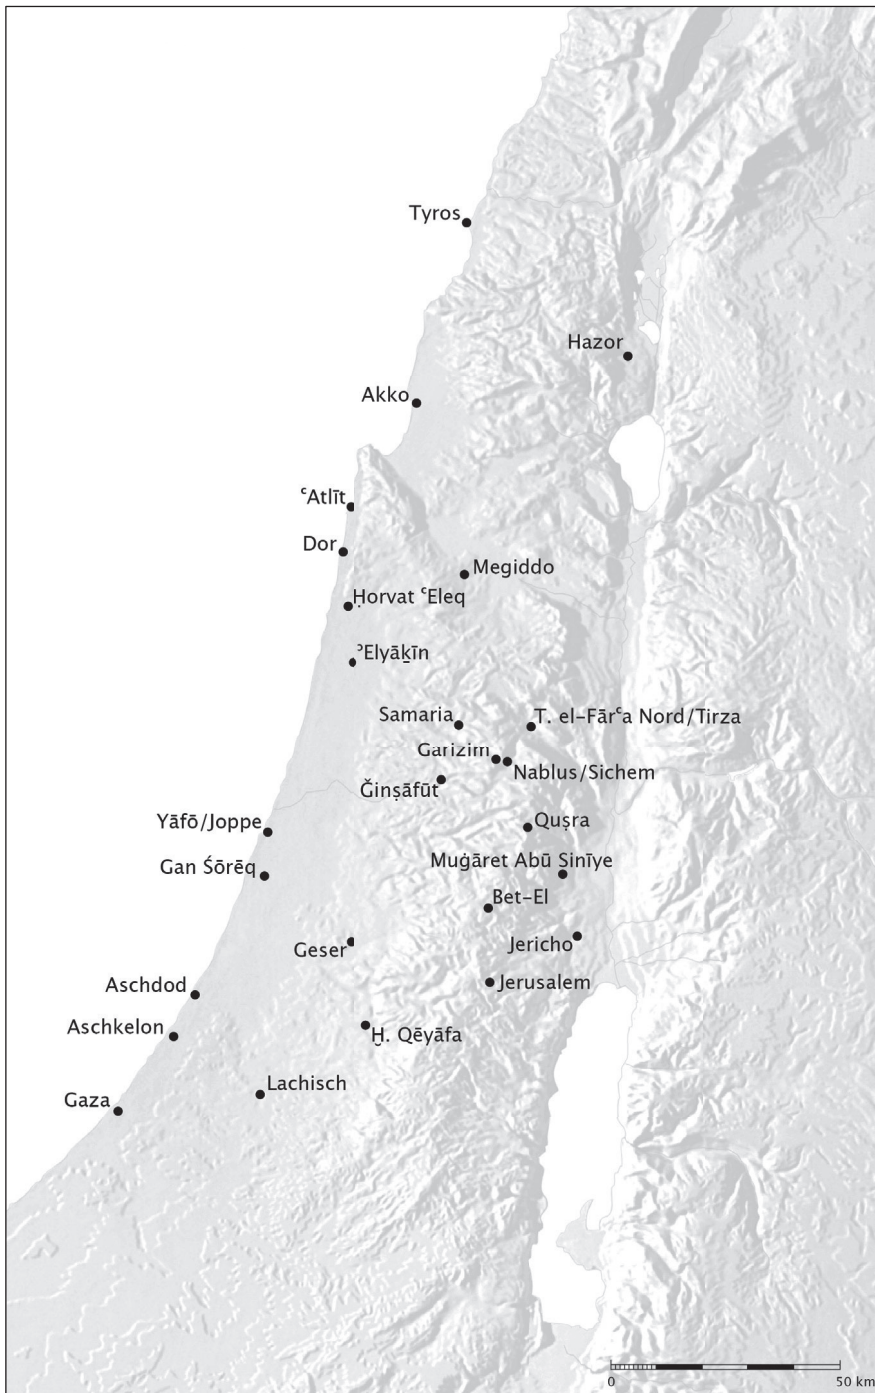 Tyros
Hazor
Akko
ʿAtlīt
Dor
Megiddo
Ḥorvat ʿEleq
ʾElyāḵīn
Samaria
T. el-Fārʿa Nord/Tirza
Garizim
Nablus/Sichem
Ǧinṣāfūt
Yāfō/Joppe
Quṣra
Gan Śōrēq
Muġāret Abū Sinīye
Bet-El
Geser
Jericho
Jerusalem
Aschdod
Aschkelon
Ḫ. Qēyāfa
Lachisch
Gaza
0 50 km